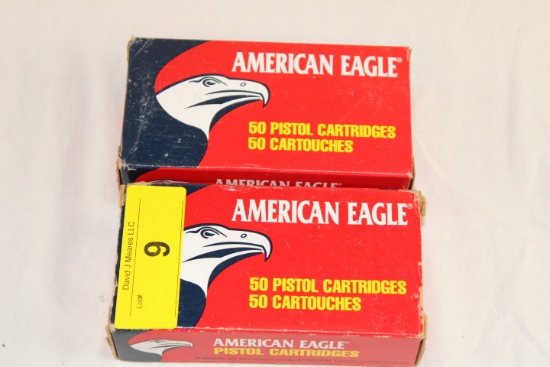 AMERICAN EAGLE®
50 PISTOL CARTRIDGES
50 CARTOUCHES
AMERICAN EAGLE
AMERICAN EAGLE®
50 PISTOL CARTRIDGES
50 CARTOUCHES
David J Meares LLC
Lot#
9
AMERICAN EAGLE
PISTOL CARTRIDGES